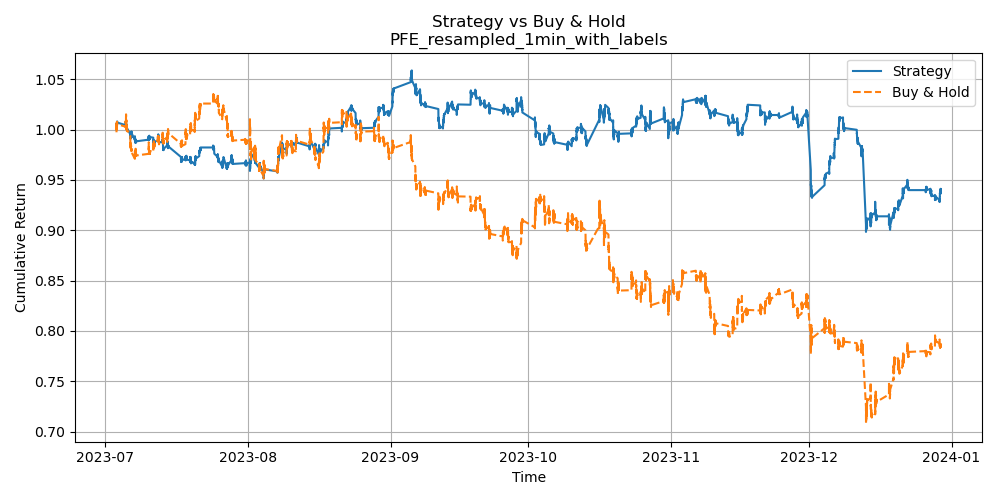 Strategy vs Buy & Hold
PFE_resampled_1min_with_labels
Strategy
Buy & Hold
Cumulative Return
1.05
1.00
0.95
0.90
0.85
0.80
0.75
0.70
2023-07
2023-08
2023-09
2023-10
2023-11
2023-12
2024-01
Time